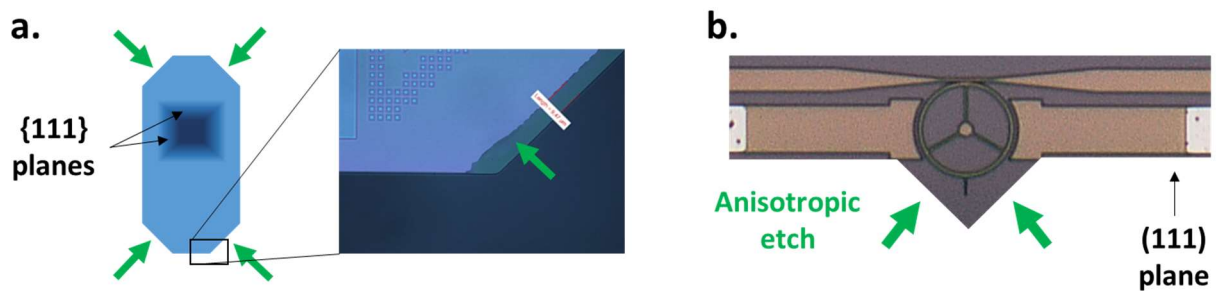 a.
{111}
planes
b.
Anisotropic
etch
(111)
plane